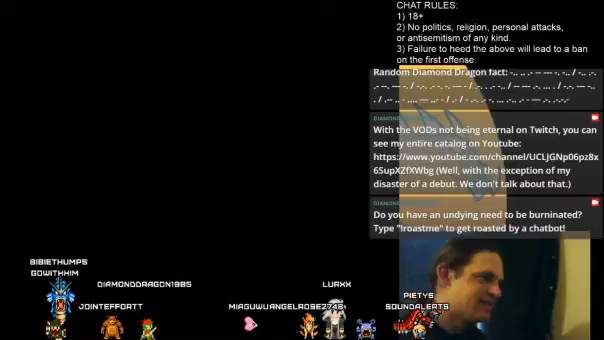 CHAT RULES:
1) 18+
2) No politics, religion, personal attacks,
or antisemitism of any kind.
3) Failure to heed the above will lead to a ban
on the first offense.
Random Diamond Dragon fact:
With the VODs not being eternal on Twitch, you can
see my entire catalog on Youtube:
https://www.youtube.com/channel/UCLJGNp06pz8x
6SupXZfXWbg (Well, with the exception of my
disaster of a debut. We don't talk about that.)
Do you have an undying need to be burninated?
Type "!roastme" to get roasted by a chatbot!
BIBIETHUMPS
GOWITHHIM
DIAMONDDRAGON1985
LURXX
JOINTEFFORTT
MIAGUWU
ANGELROSE2748
PIETYS
SOUNDALERTS